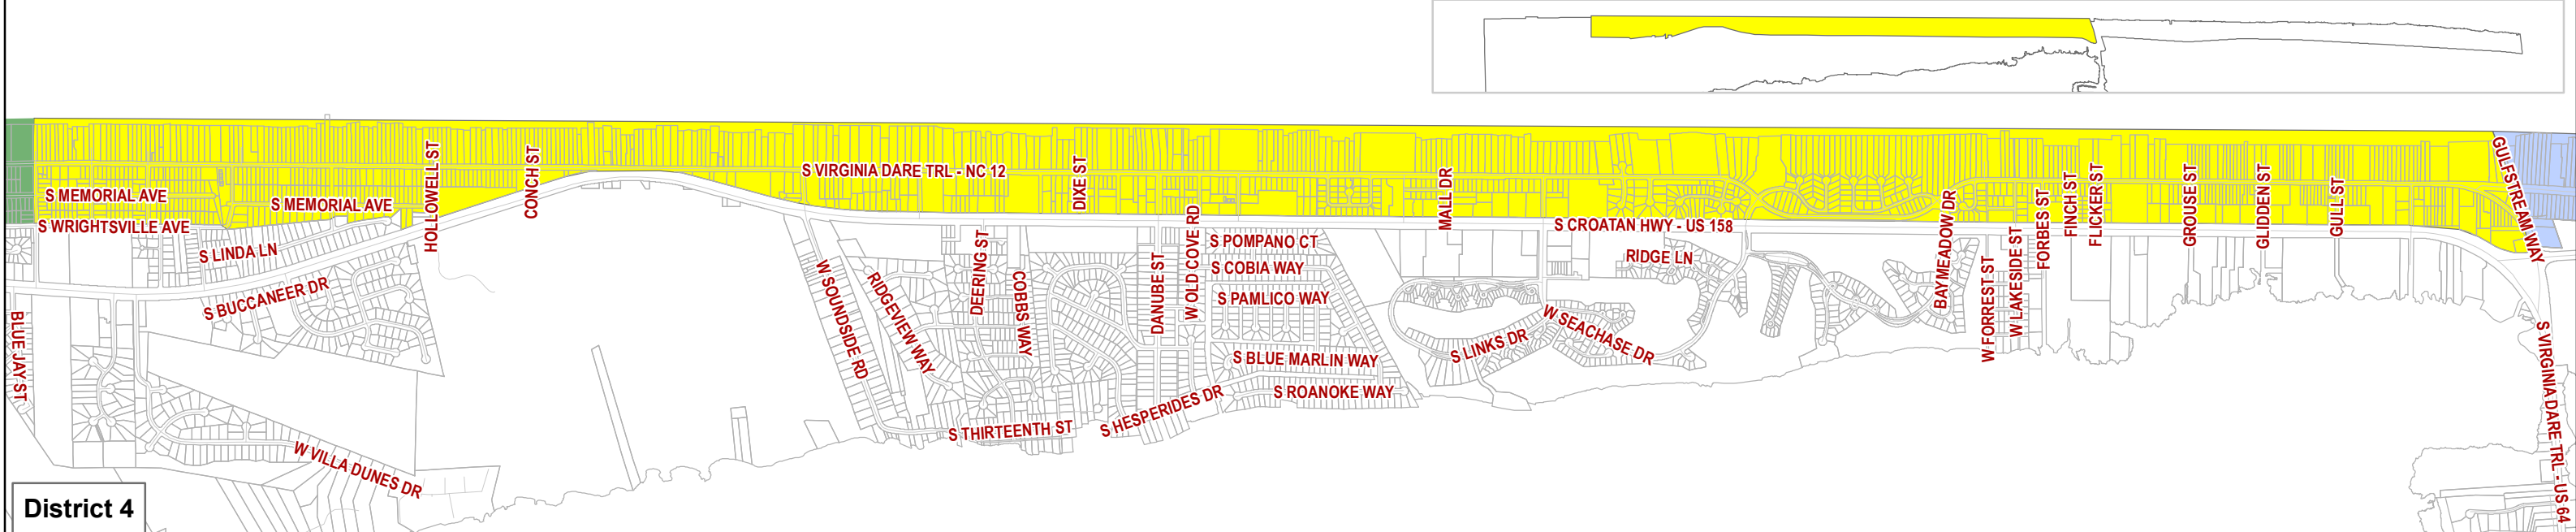 S MEMORIAL AVE
S WRIGHTSVILLE AVE
S MEMORIAL AVE
S LINDA LN
S BUCCANEER DR
BLUE JAY ST
W VILLA DUNES DR
HOLLOWELL ST
CONCH ST
S VIRGINIA DARE TRL - NC 12
DIXE ST
W SOUNDSIDE RD
RIDGEVIEW WAY
DEERING ST
COBBS WAY
DANUBE ST
W OLD COVE RD
S POMPANO CT
S COBIA WAY
S PAMLICO WAY
S BLUE MARLIN WAY
S ROANOKE WAY
S HESPERIDES DR
S THIRTEENTH ST
MALL DR
S CROATAN HWY - US 158
RIDGE LN
S LINKS DR
W SEACHASE DR
BAYMEADOW DR
W FORREST ST
W LAKESIDE ST
FORBES ST
FINCH ST
FLICKER ST
GROUSE ST
GLIDDEN ST
GULL ST
GULFSTREAM WAY
S VIRGINIA DARE TRL - US 64
District 4